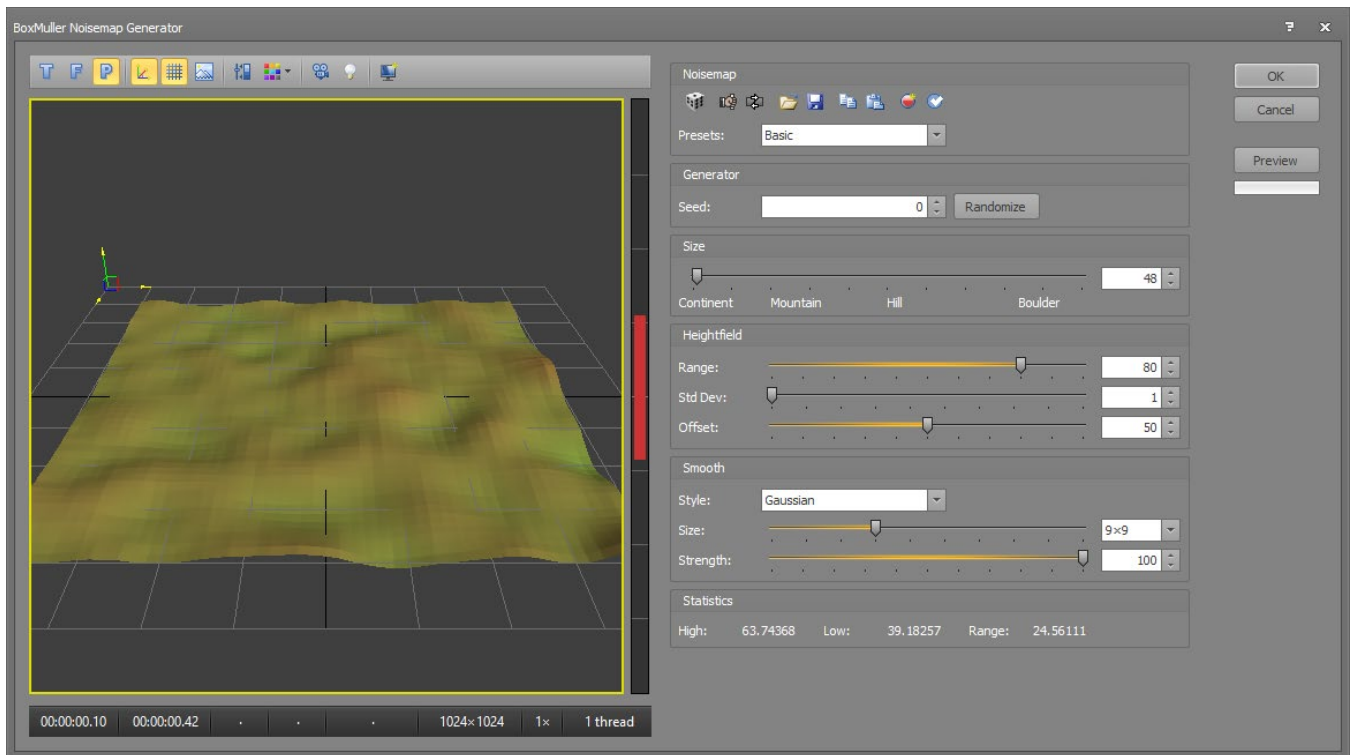 BoxMuller Noisemap Generator
?
x
T F P
Noisemap
Presets: Basic
Generator
Seed: 0 Randomize
Size
48
Continent Mountain Hill Boulder
Heightfield
Range: 80
Std Dev: 1
Offset: 50
Smooth
Style: Gaussian
Size: 9×9
Strength: 100
Statistics
High: 63.74368 Low: 39.18257 Range: 24.56111
OK
Cancel
Preview
00:00:00.10 00:00:00.42 . . . 1024×1024 1× 1 thread